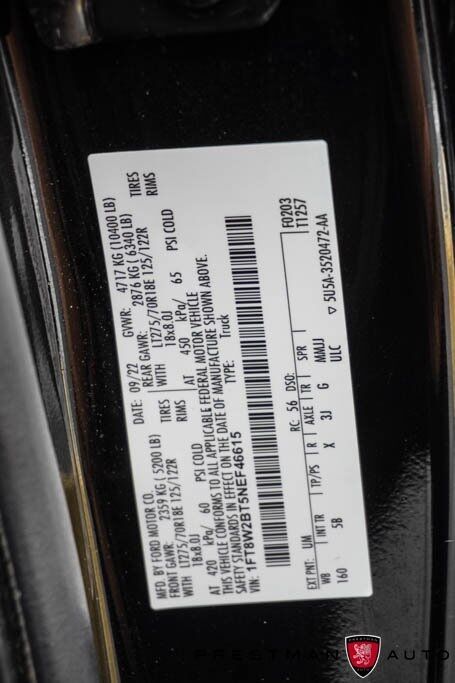 MFD. BY FORD MOTOR CO.
DATE: 09/22 GVWR: 4717 KG (10400 LB)
FRONT GAWR: 2359 KG (5200 LB) REAR GAWR: 2876 KG (6340 LB)
LT275/70R18E 125/122R TIRES WITH LT275/70R18E 125/122R TIRES
18x8.0J RIMS 18x8.0J RIMS
AT 420 kPa/ 60 PSI COLD AT 450 kPa/ 65 PSI COLD
THIS VEHICLE CONFORMS TO ALL APPLICABLE FEDERAL MOTOR VEHICLE
SAFETY STANDARDS IN EFFECT ON THE DATE OF MANUFACTURE SHOWN ABOVE.
VIN: 1FT8W2BT5NEF46615 TYPE: Truck
F0203
T1257
EXT PNT: UM RC: 56 DSO:
WB INT TR TP/PS R AXLE TR SPR
160 5B X 3J G MMUJ
ULC
▽ 5U5A-3520472-AA
PRESTMAN AUTO